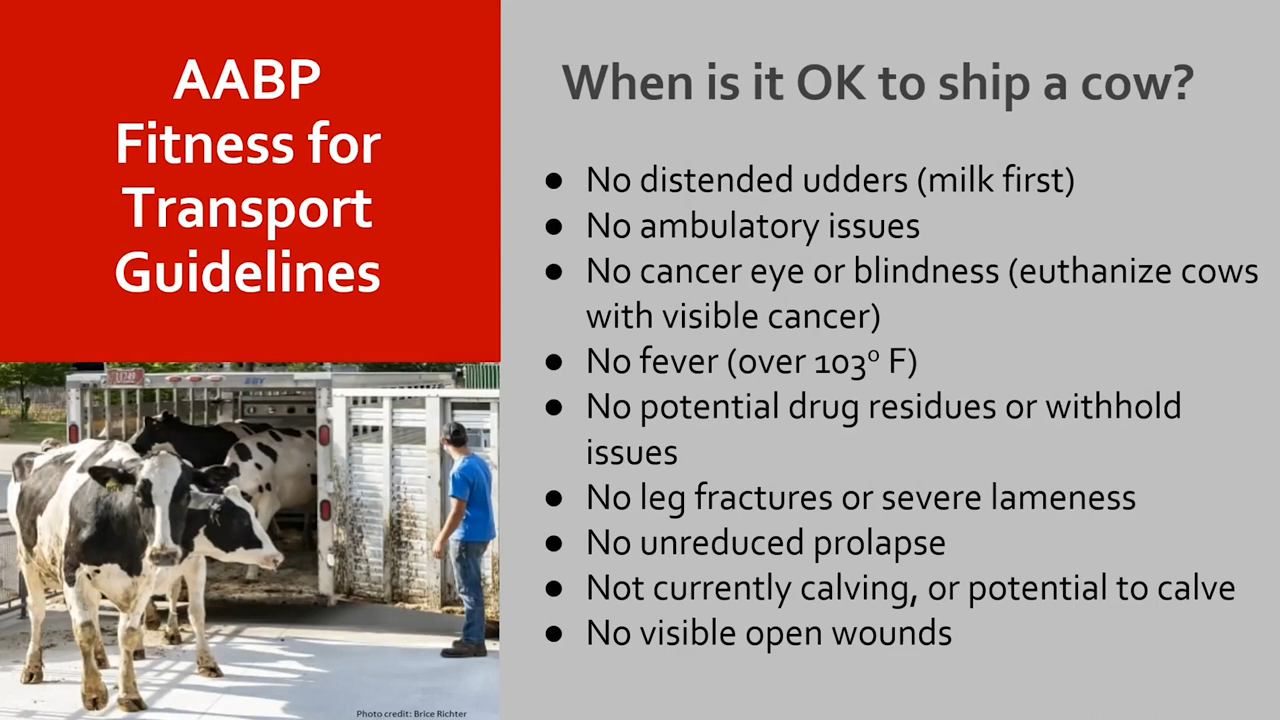 AABP
Fitness for
Transport
Guidelines
When is it OK to ship a cow?
● No distended udders (milk first)
● No ambulatory issues
● No cancer eye or blindness (euthanize cows
with visible cancer)
● No fever (over 103º F)
● No potential drug residues or withhold
issues
● No leg fractures or severe lameness
● No unreduced prolapse
● Not currently calving, or potential to calve
● No visible open wounds
Photo credit: Brice Richter